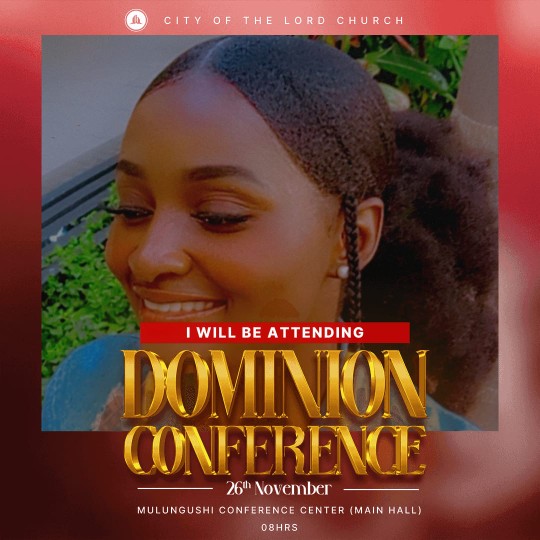 CITY OF THE LORD CHURCH
I WILL BE ATTENDING
DOMINION
CONFERENCE
26th November
MULUNGUSHI CONFERENCE CENTER (MAIN HALL)
08HRS